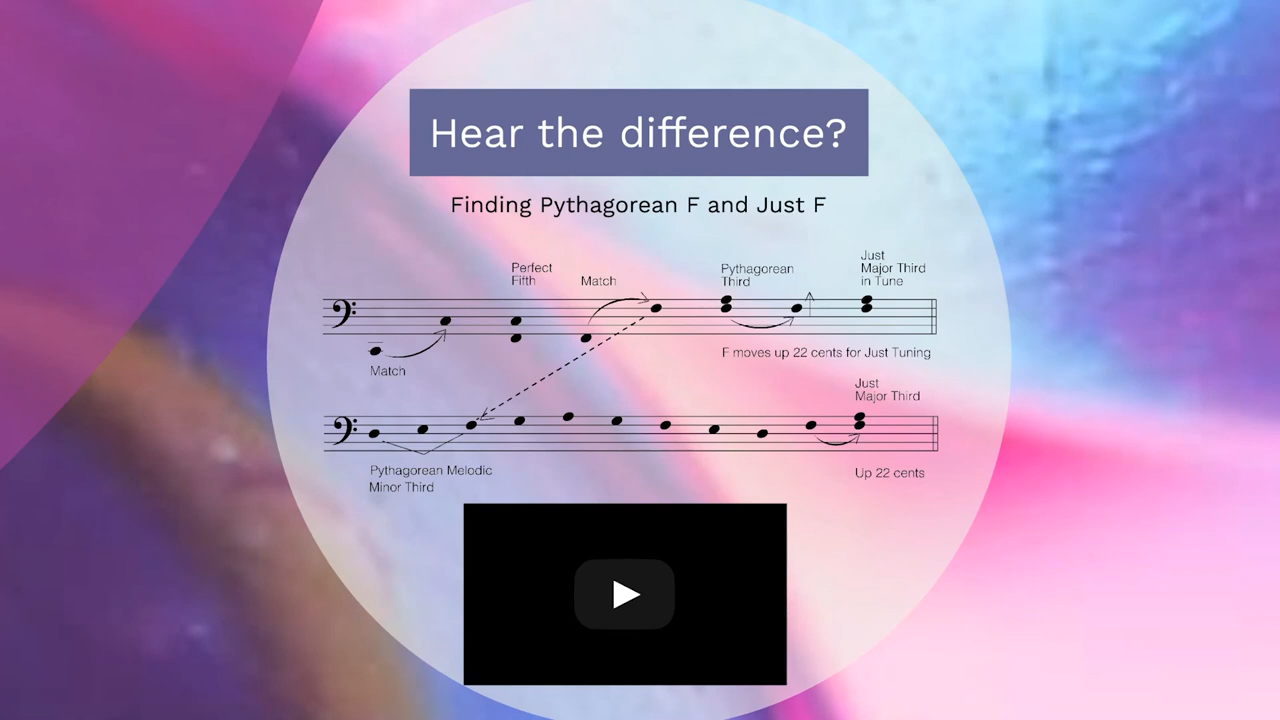 Hear the difference?
Finding Pythagorean F and Just F
Perfect
Fifth
Match
Pythagorean
Third
Just
Major Third
in Tune
Match
F moves up 22 cents for Just Tuning
Just
Major Third
Pythagorean Melodic
Minor Third
Up 22 cents